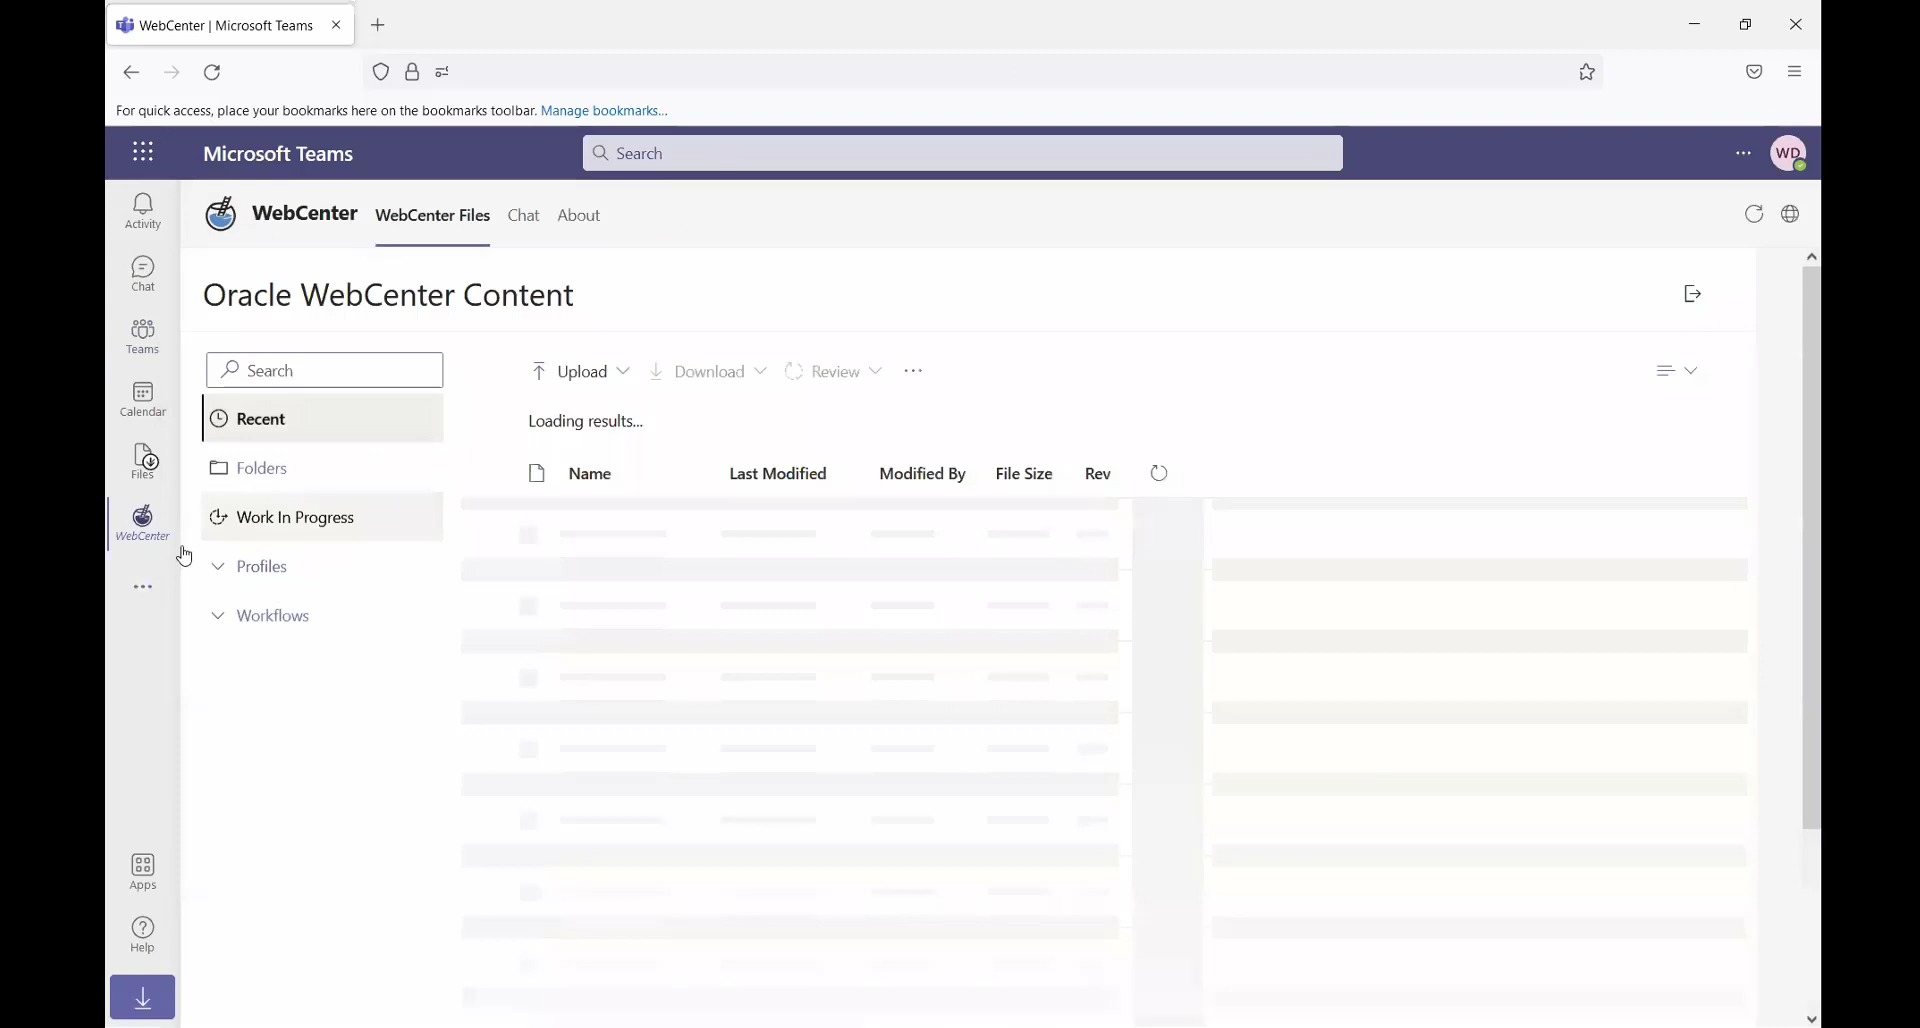 WebCenter | Microsoft Teams
For quick access, place your bookmarks here on the bookmarks toolbar. Manage bookmarks...
Microsoft Teams
Search
WD
Activity
Chat
Teams
Calendar
Files
WebCenter
Apps
Help
WebCenter WebCenter Files Chat About
Oracle WebCenter Content
Search
Recent
Folders
Work In Progress
Profiles
Workflows
Upload Download Review
Loading results...
Name Last Modified Modified By File Size Rev